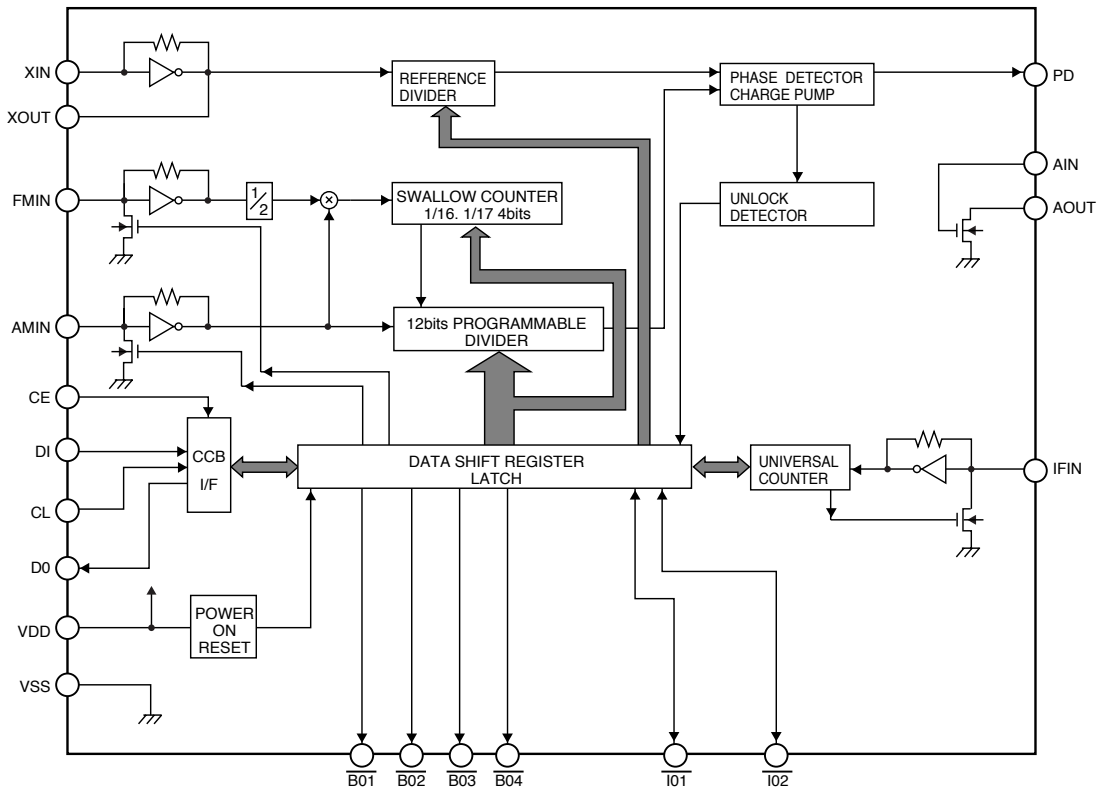 XIN
REFERENCE
DIVIDER
PHASE DETECTOR
CHARGE PUMP
PD
XOUT
AIN
FMIN
1
2
×
SWALLOW COUNTER
1/16. 1/17 4bits
UNLOCK
DETECTOR
AOUT
AMIN
12bits PROGRAMMABLE
DIVIDER
CE
DI
CCB
I/F
DATA SHIFT REGISTER
LATCH
UNIVERSAL
COUNTER
IFIN
CL
D0
VDD
POWER
ON
RESET
VSS
B01
B02
B03
B04
I01
I02